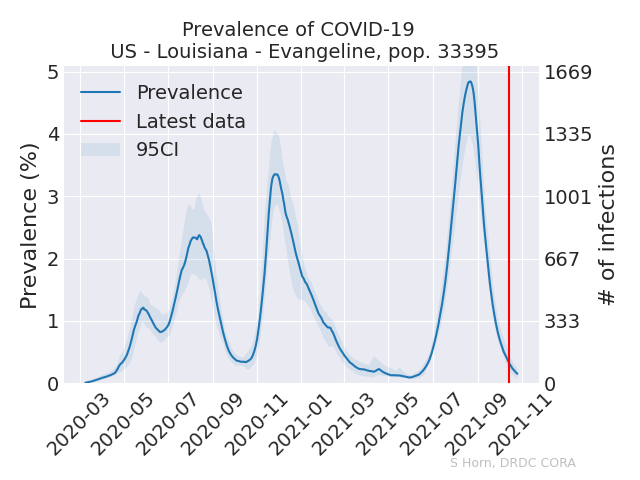 Prevalence of COVID-19
US - Louisiana - Evangeline, pop. 33395
Prevalence
Latest data
95CI
Prevalence (%)
5
4
3
2
1
0
# of infections
1669
1335
1001
667
333
0
2020-03
2020-05
2020-07
2020-09
2020-11
2021-01
2021-03
2021-05
2021-07
2021-09
2021-11
S Horn, DRDC CORA